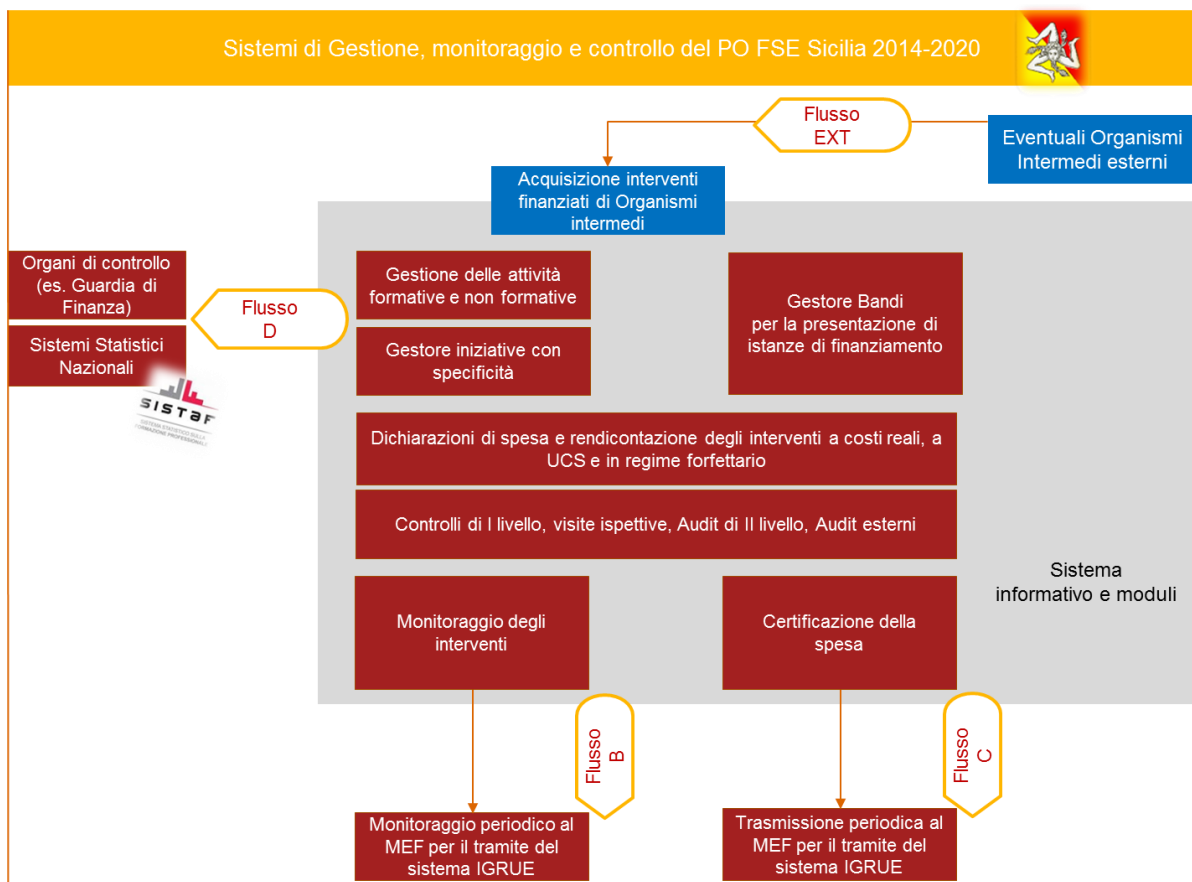 Sistemi di Gestione, monitoraggio e controllo del PO FSE Sicilia 2014-2020
Flusso
EXT
Eventuali Organismi
Intermedi esterni
Acquisizione interventi
finanziati di Organismi
intermedi
Organi di controllo
(es. Guardia di
Finanza)
Sistemi Statistici
Nazionali
Flusso
D
SISTAF
SISTEMA STATISTICO SULLA
FORMAZIONE PROFESSIONALE
Gestione delle attività
formative e non formative
Gestore iniziative con
specificità
Gestore Bandi
per la presentazione di
istanze di finanziamento
Dichiarazioni di spesa e rendicontazione degli interventi a costi reali, a
UCS e in regime forfettario
Controlli di I livello, visite ispettive, Audit di II livello, Audit esterni
Sistema
informativo e moduli
Monitoraggio degli
interventi
Certificazione della
spesa
Flusso
B
Flusso
C
Monitoraggio periodico al
MEF per il tramite del
sistema IGRUE
Trasmissione periodica al
MEF per il tramite del
sistema IGRUE